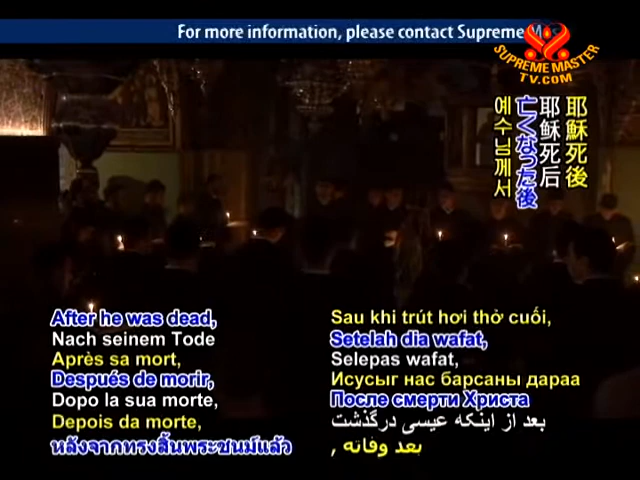 For more information, please contact Supreme Mas
SUPREME MASTER
TV.COM
耶穌死後
耶稣死后
亡くなった後
예수님께서
After he was dead,
Nach seinem Tode
Après sa mort,
Después de morir,
Dopo la sua morte,
Depois da morte,
หลังจากทรงสิ้นพระชนม์แล้ว
Sau khi trút hơi thở cuối,
Setelah dia wafat,
Selepas wafat,
Исусыг нас барсаны дараа
После смерти Христа
بعد از اینکه عیسی درگذشت
بعد وفاته ,